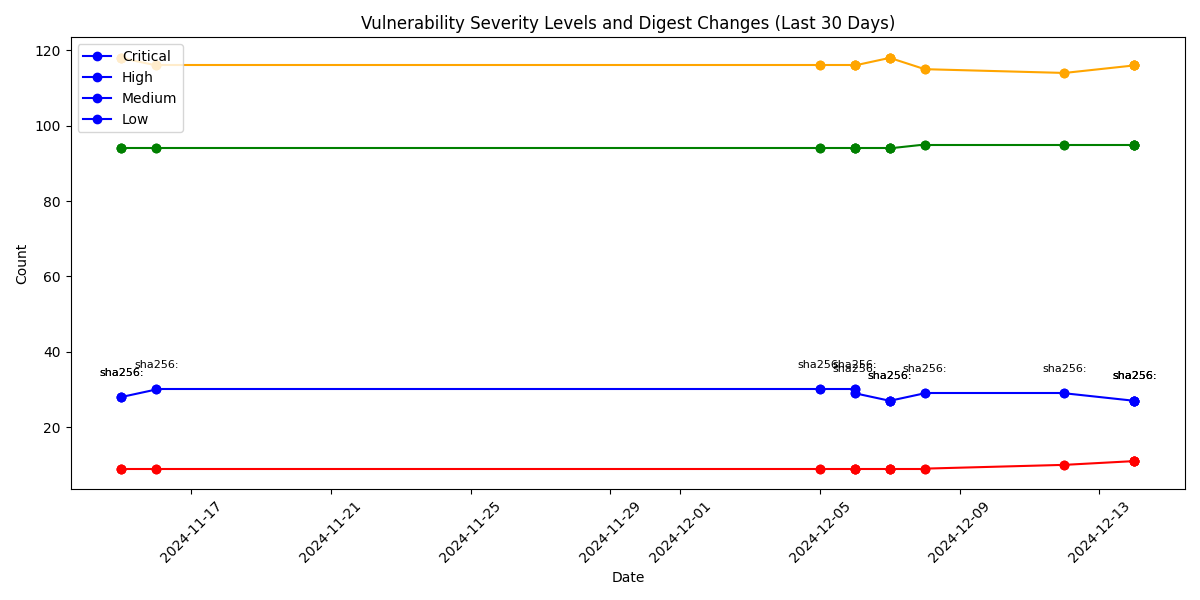 Vulnerability Severity Levels and Digest Changes (Last 30 Days)
Critical
High
Medium
Low
120
100
80
60
40
20
Count
sha256:
sha256:
sha256:
sha256:
sha256:
sha256:
sha256:
sha256:
sha256:
2024-11-17
2024-11-21
2024-11-25
2024-11-29
2024-12-01
2024-12-05
2024-12-09
2024-12-13
Date